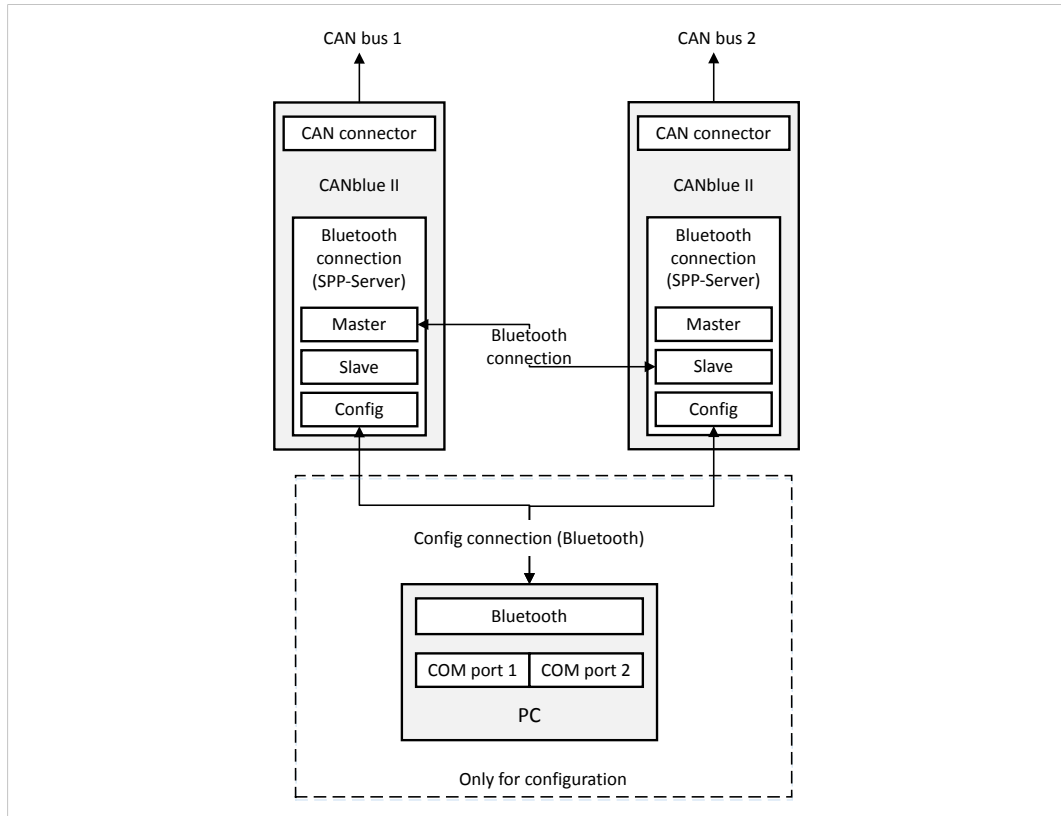 CAN bus 1
CAN bus 2
CAN connector
CANblue II
Bluetooth
connection
(SPP-Server)
Master
Slave
Config
CAN connector
CANblue II
Bluetooth
connection
(SPP-Server)
Master
Slave
Config
Bluetooth
connection
Config connection (Bluetooth)
Bluetooth
COM port 1
COM port 2
PC
Only for configuration